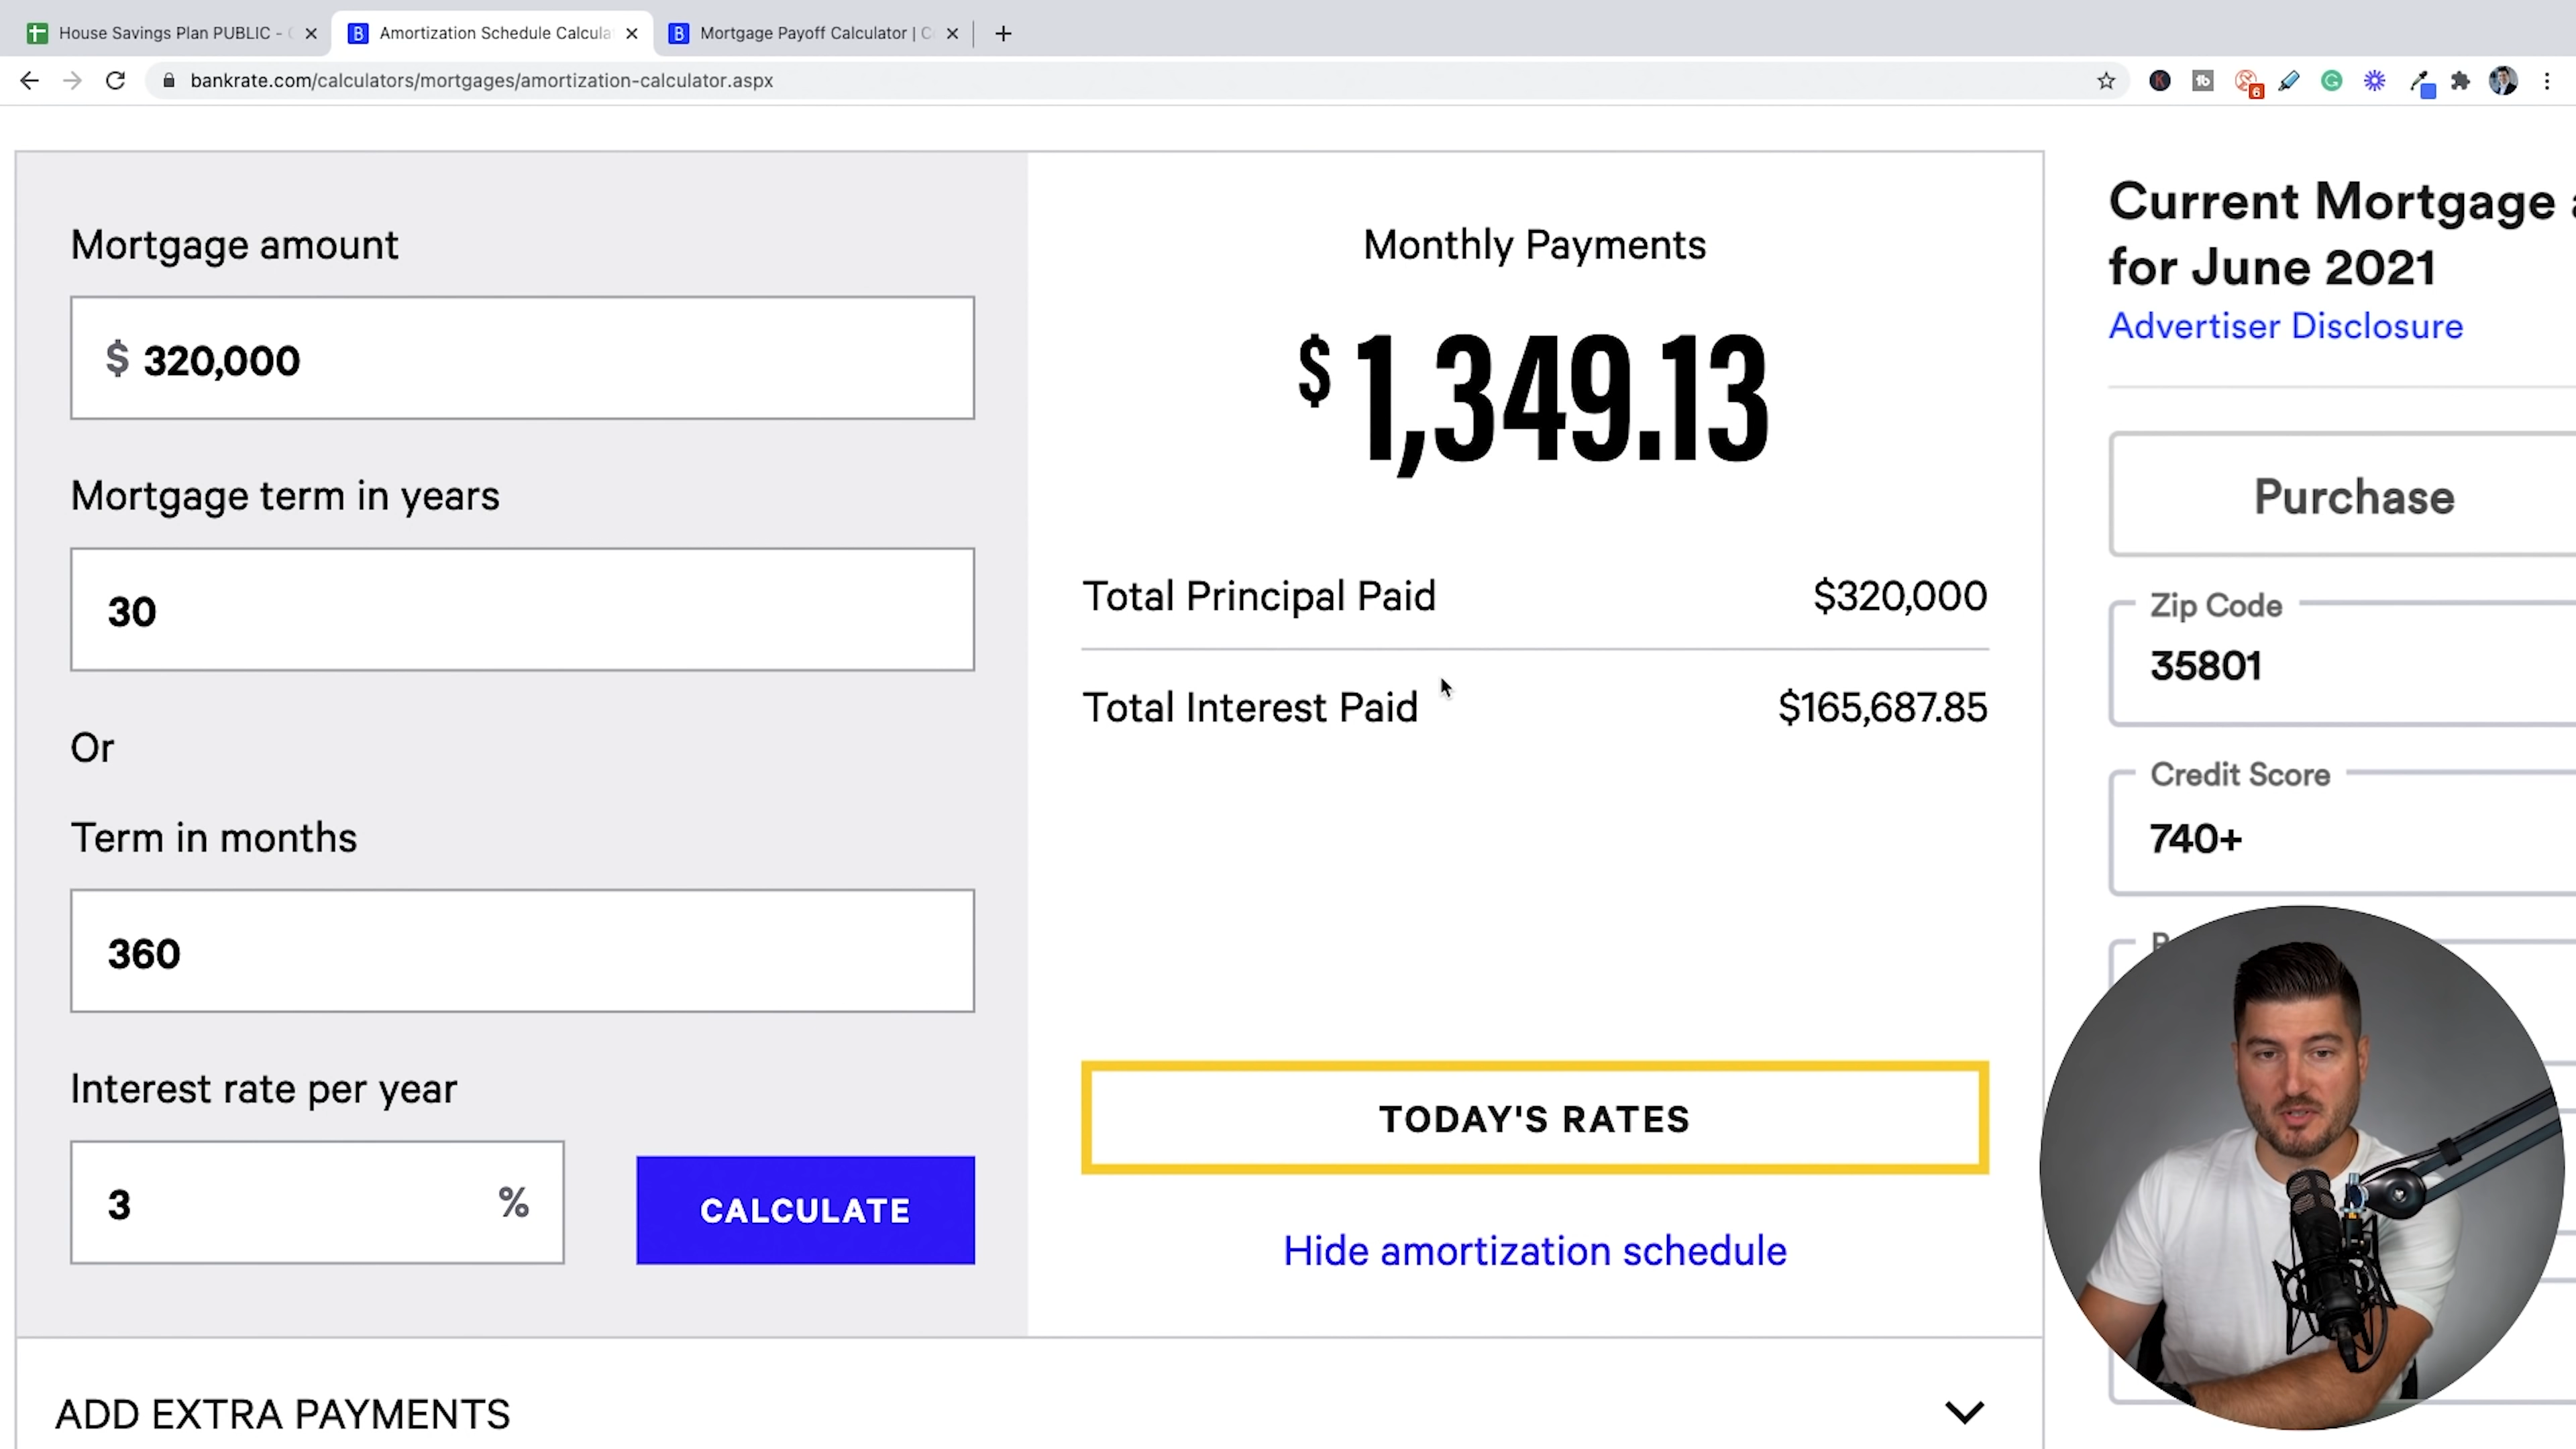 House Savings Plan PUBLIC -
Amortization Schedule Calcula
Mortgage Payoff Calculator | C
bankrate.com/calculators/mortgages/amortization-calculator.aspx
6
Mortgage amount
$ 320,000
Mortgage term in years
30
Or
Term in months
360
Interest rate per year
3 %
CALCULATE
Monthly Payments
$1,349.13
Total Principal Paid $320,000
Total Interest Paid $165,687.85
TODAY'S RATES
Hide amortization schedule
ADD EXTRA PAYMENTS
Current Mortgage
for June 2021
Advertiser Disclosure
Purchase
Zip Code
35801
Credit Score
740+